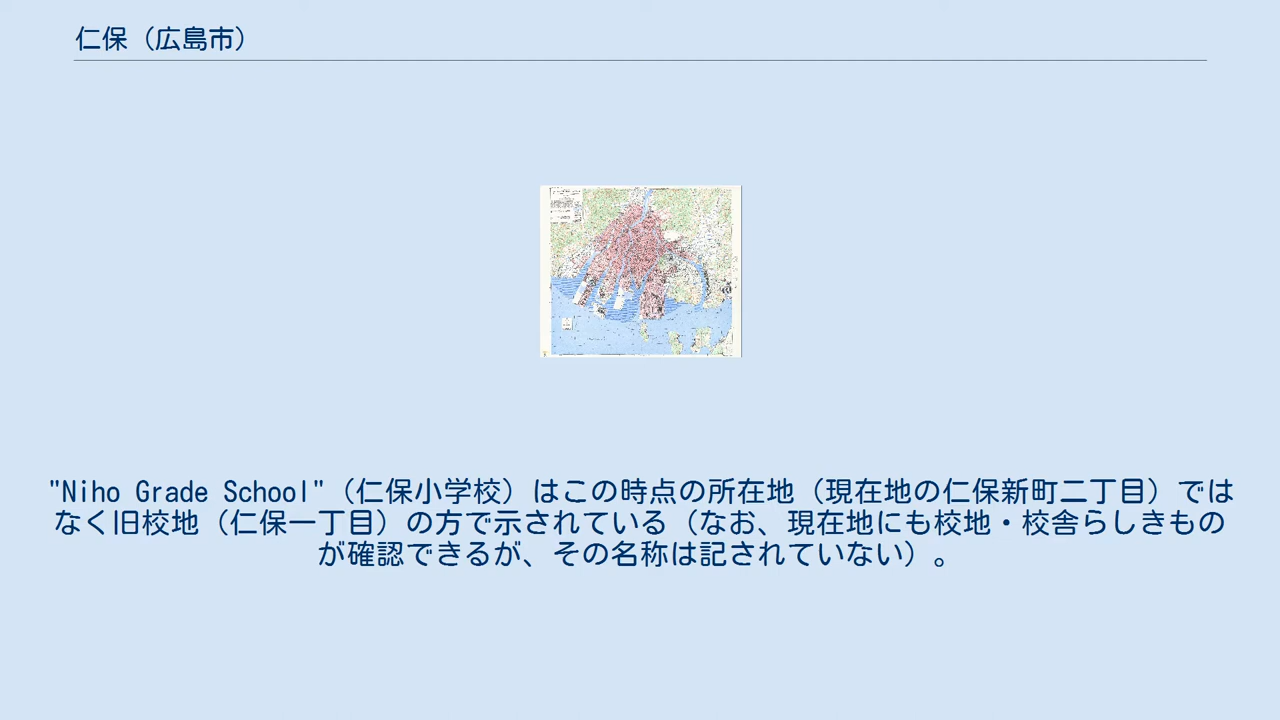 仁保（広島市）
"Niho Grade School"（仁保小学校）はこの時点の所在地（現在地の仁保新町二丁目）では
なく旧校地（仁保一丁目）の方で示されている（なお、現在地にも校地・校舎らしきもの
が確認できるが、その名称は記されていない）。